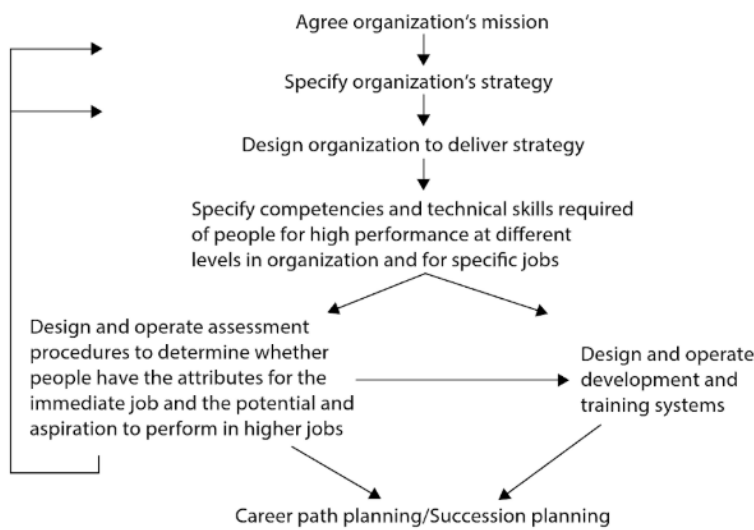 Agree organization's mission
Specify organization's strategy
Design organization to deliver strategy
Specify competencies and technical skills required
of people for high performance at different
levels in organization and for specific jobs
Design and operate assessment
procedures to determine whether
people have the attributes for the
immediate job and the potential and
aspiration to perform in higher jobs
Design and operate
development and
training systems
Career path planning/Succession planning